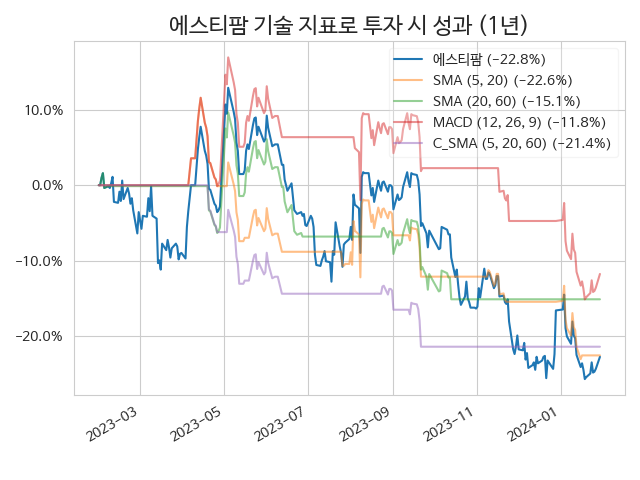 에스티팜 기술 지표로 투자 시 성과 (1년)
에스티팜 (−22.8%)
SMA (5, 20) (−22.6%)
SMA (20, 60) (−15.1%)
MACD (12, 26, 9) (−11.8%)
C_SMA (5, 20, 60) (−21.4%)
10.0%
0.0%
−10.0%
−20.0%
2023−03
2023−05
2023−07
2023−09
2023−11
2024−01